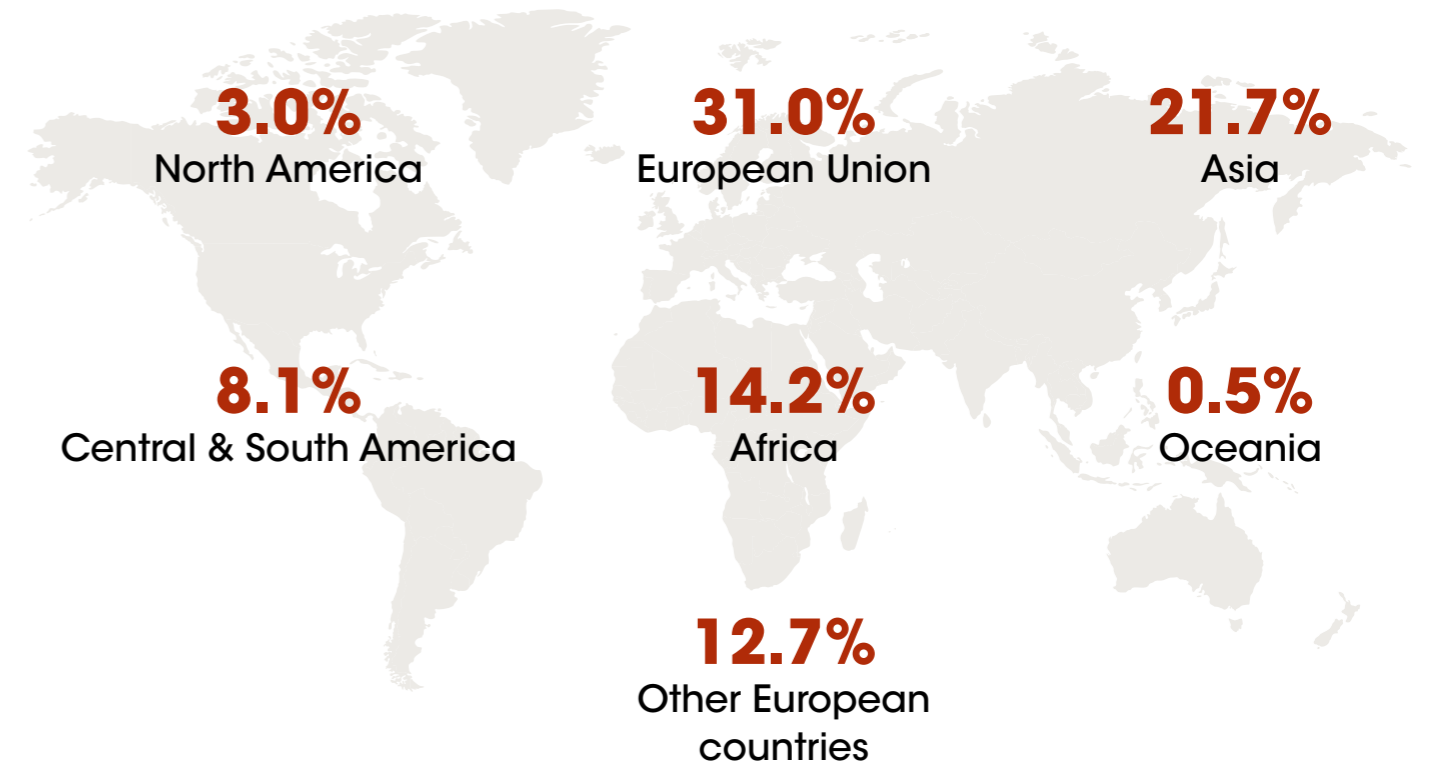 3.0%
North America
31.0%
European Union
21.7%
Asia
8.1%
Central & South America
14.2%
Africa
0.5%
Oceania
12.7%
Other European
countries